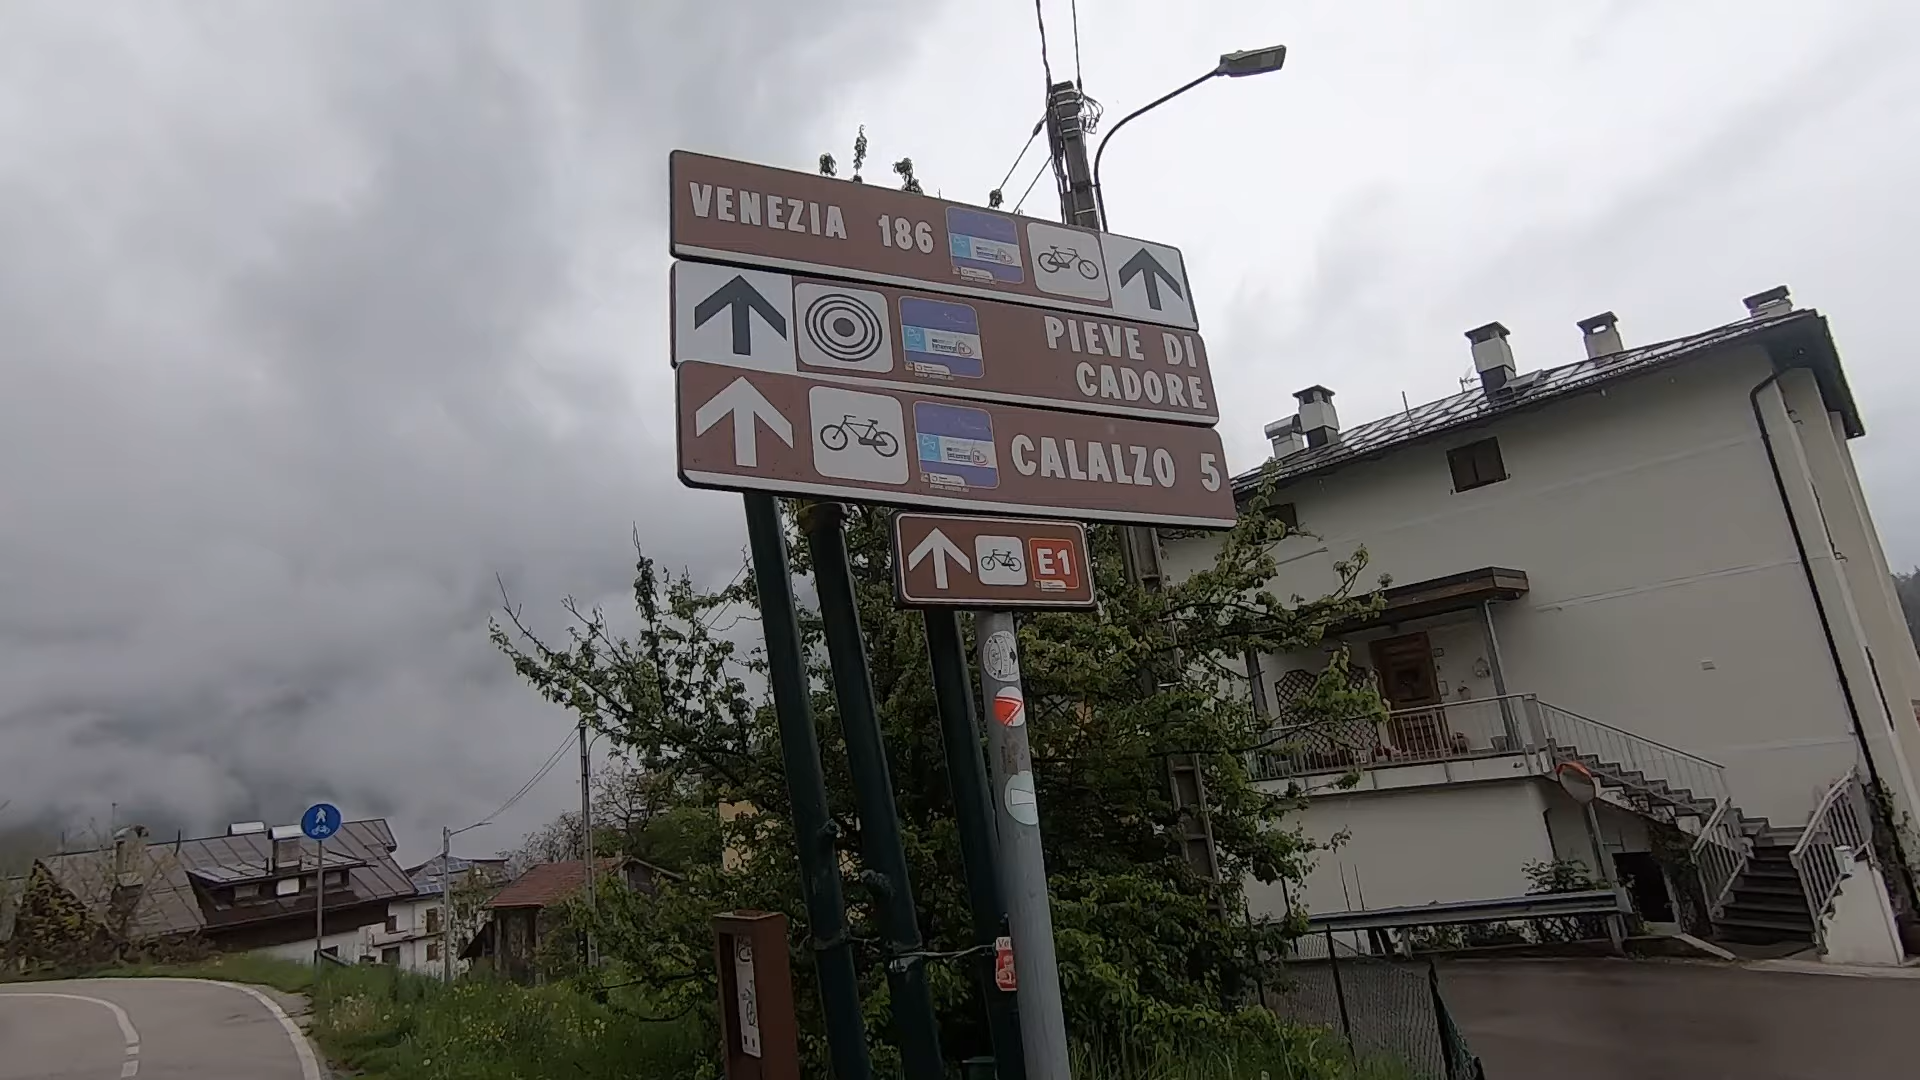 VENEZIA 186
PIEVE DI
CADORE
CALALZO 5
E1